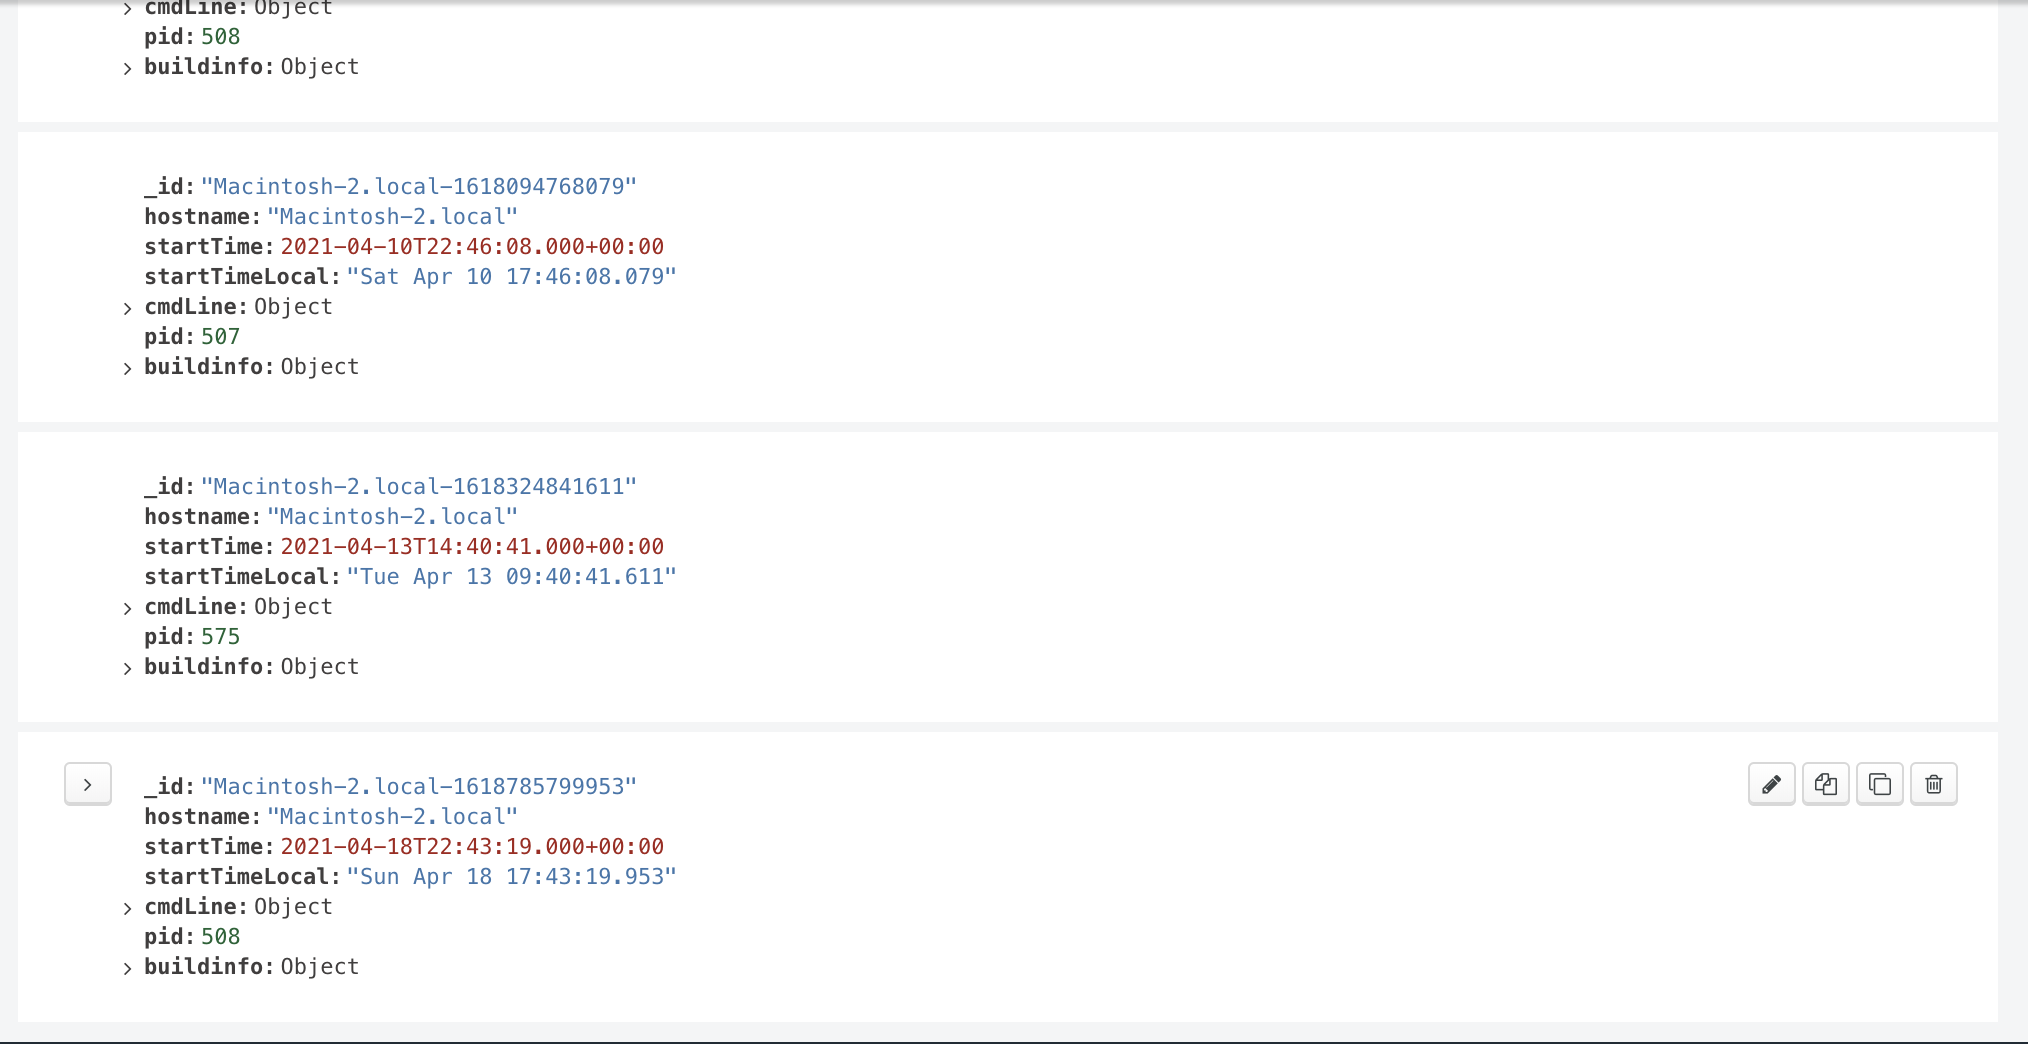 cmdLine: Object
pid: 508
buildinfo: Object
_id: "Macintosh-2.local-1618094768079"
hostname: "Macintosh-2.local"
startTime: 2021-04-10T22:46:08.000+00:00
startTimeLocal: "Sat Apr 10 17:46:08.079"
cmdLine: Object
pid: 507
buildinfo: Object
_id: "Macintosh-2.local-1618324841611"
hostname: "Macintosh-2.local"
startTime: 2021-04-13T14:40:41.000+00:00
startTimeLocal: "Tue Apr 13 09:40:41.611"
cmdLine: Object
pid: 575
buildinfo: Object
_id: "Macintosh-2.local-1618785799953"
hostname: "Macintosh-2.local"
startTime: 2021-04-18T22:43:19.000+00:00
startTimeLocal: "Sun Apr 18 17:43:19.953"
cmdLine: Object
pid: 508
buildinfo: Object